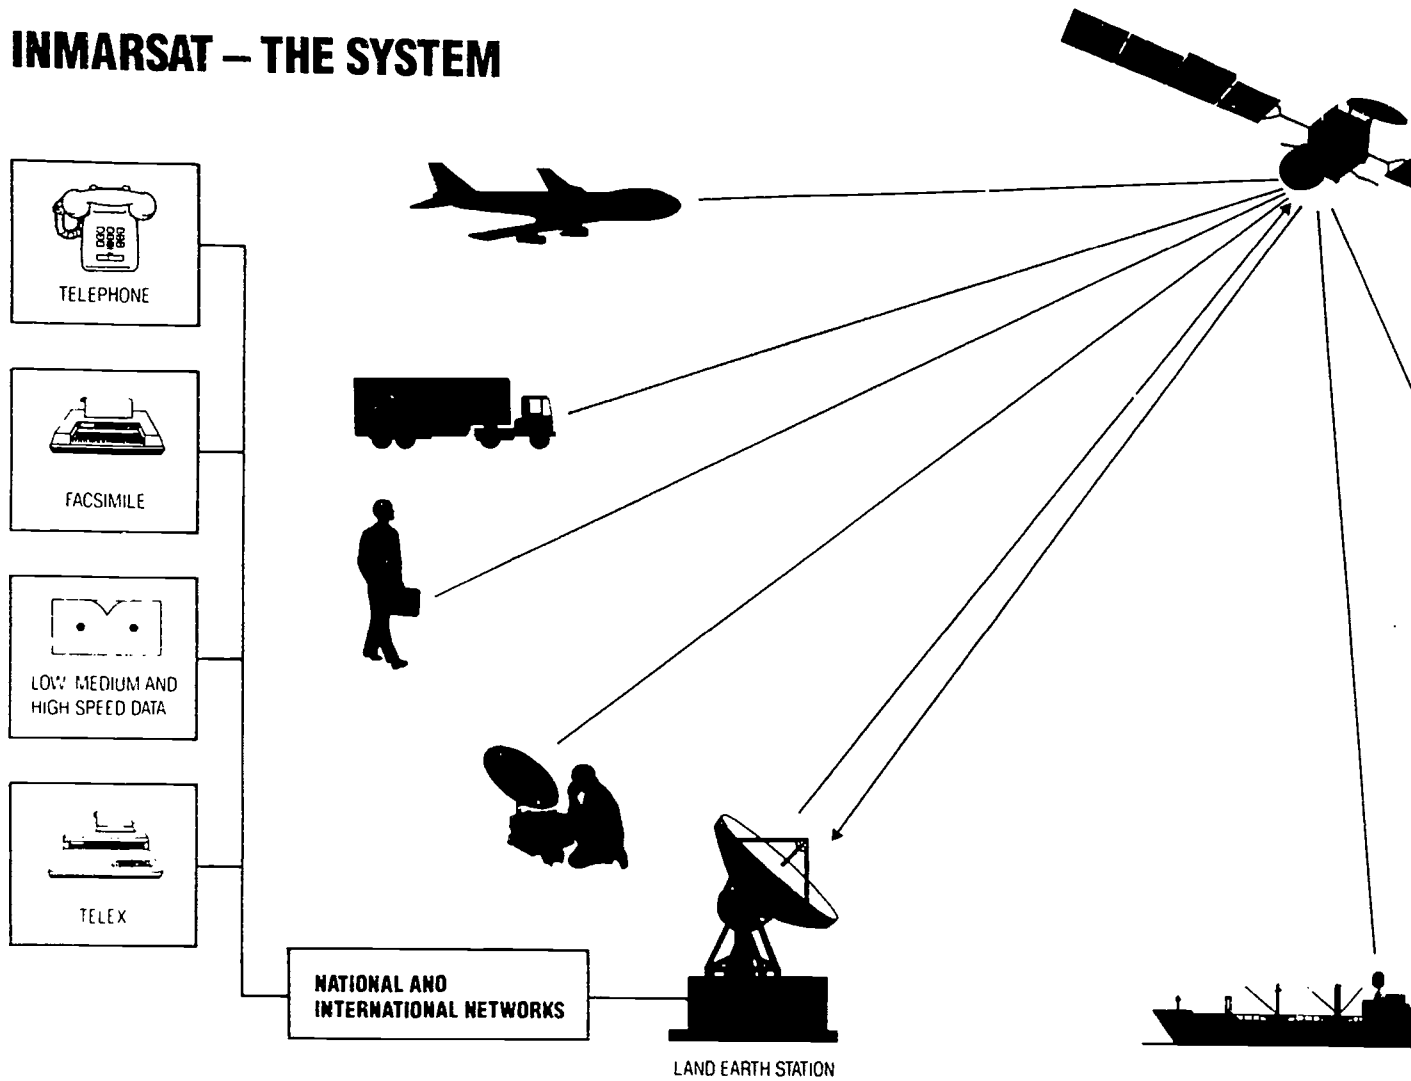 INMARSAT – THE SYSTEM
TELEPHONE
FACSIMILE
LOW MEDIUM AND
HIGH SPEED DATA
TELEX
NATIONAL AND
INTERNATIONAL NETWORKS
LAND EARTH STATION